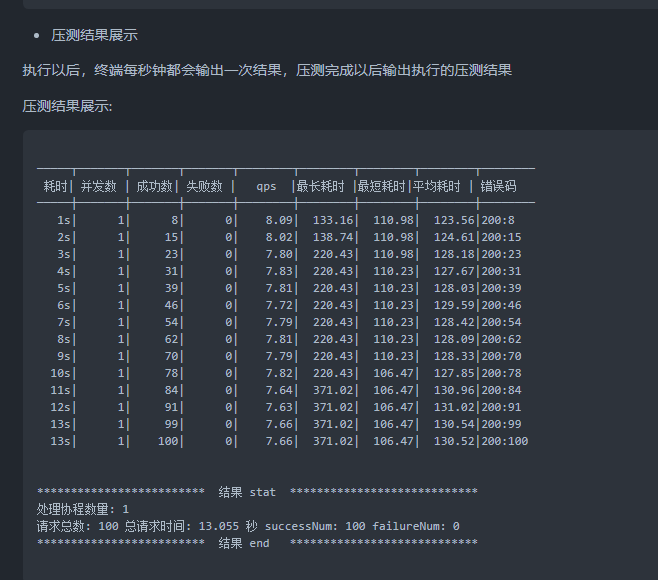 压测结果展示
执行以后，终端每秒钟都会输出一次结果，压测完成以后输出执行的压测结果
压测结果展示:
─────┬───────┬───────┬───────┬────────┬────────┬────────┬────────┬────────
耗时│ 并发数 │ 成功数│ 失败数 │ qps │最长耗时 │最短耗时│平均耗时 │ 错误码
─────┼───────┼───────┼───────┼────────┼────────┼────────┼────────┼────────
1s│ 1│ 8│ 0│ 8.09│ 133.16│ 110.98│ 123.56│200:8
2s│ 1│ 15│ 0│ 8.02│ 138.74│ 110.98│ 124.61│200:15
3s│ 1│ 23│ 0│ 7.80│ 220.43│ 110.98│ 128.18│200:23
4s│ 1│ 31│ 0│ 7.83│ 220.43│ 110.23│ 127.67│200:31
5s│ 1│ 39│ 0│ 7.81│ 220.43│ 110.23│ 128.03│200:39
6s│ 1│ 46│ 0│ 7.72│ 220.43│ 110.23│ 129.59│200:46
7s│ 1│ 54│ 0│ 7.79│ 220.43│ 110.23│ 128.42│200:54
8s│ 1│ 62│ 0│ 7.81│ 220.43│ 110.23│ 128.09│200:62
9s│ 1│ 70│ 0│ 7.79│ 220.43│ 110.23│ 128.33│200:70
10s│ 1│ 78│ 0│ 7.82│ 220.43│ 106.47│ 127.85│200:78
11s│ 1│ 84│ 0│ 7.64│ 371.02│ 106.47│ 130.96│200:84
12s│ 1│ 91│ 0│ 7.63│ 371.02│ 106.47│ 131.02│200:91
13s│ 1│ 99│ 0│ 7.66│ 371.02│ 106.47│ 130.54│200:99
13s│ 1│ 100│ 0│ 7.66│ 371.02│ 106.47│ 130.52│200:100
************************* 结果 stat ****************************
处理协程数量: 1
请求总数: 100 总请求时间: 13.055 秒 successNum: 100 failureNum: 0
************************* 结果 end ****************************